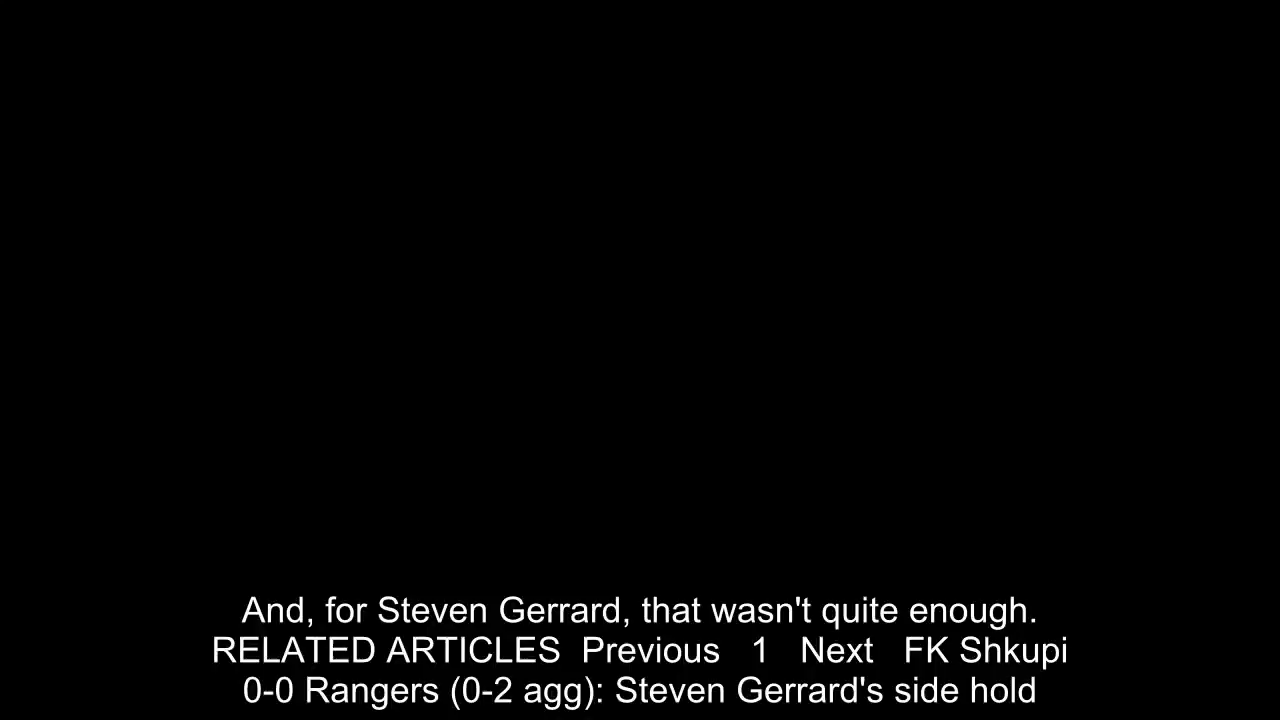 And, for Steven Gerrard, that wasn't quite enough.
RELATED ARTICLES  Previous   1   Next   FK Shkupi
0-0 Rangers (0-2 agg): Steven Gerrard's side hold